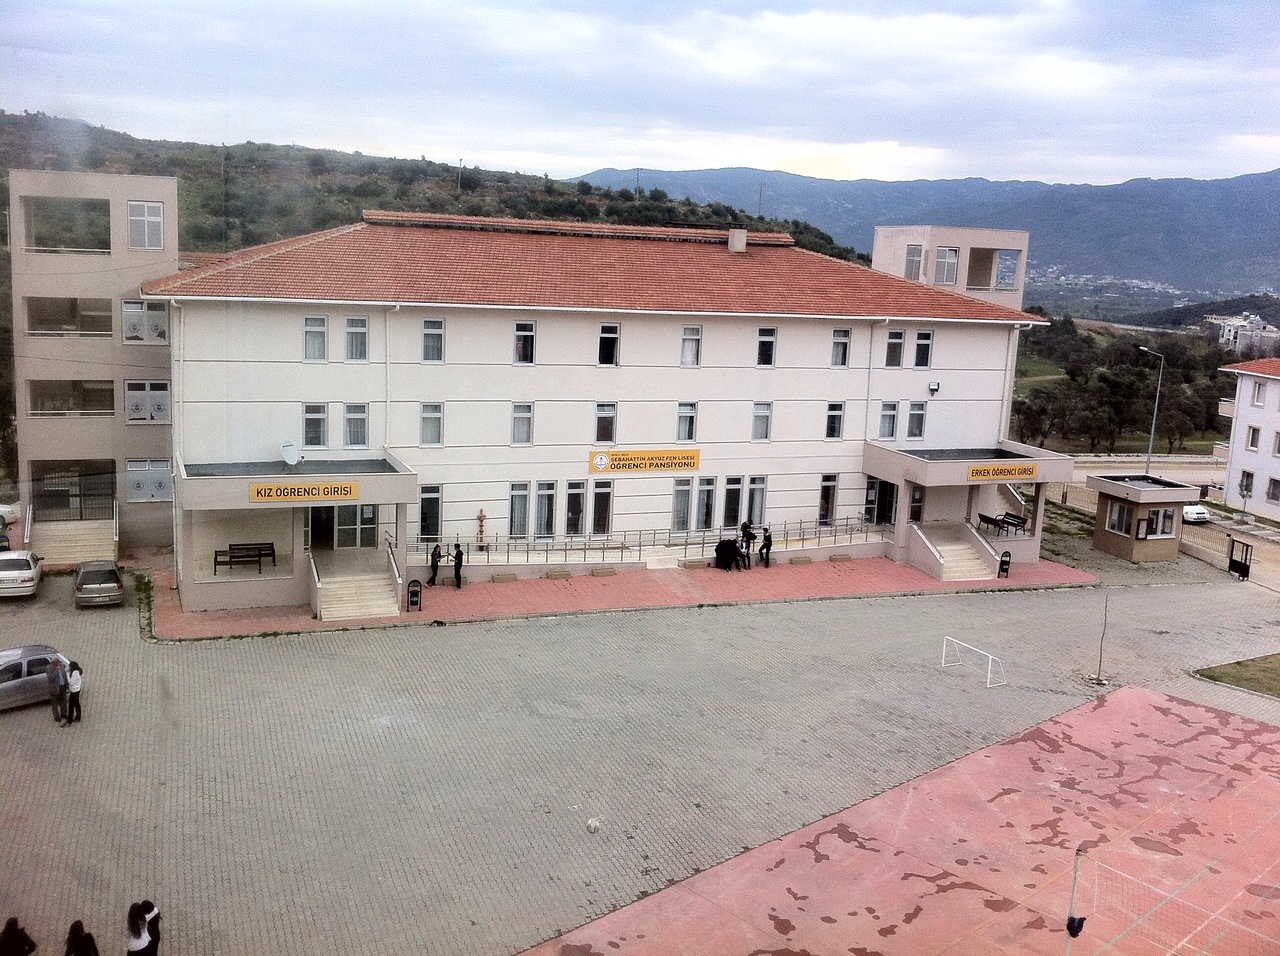 SEBAHATTİN AKYÜZ FEN LİSESİ
ÖĞRENCİ PANSİYONU
KIZ ÖĞRENCİ GİRİŞİ
ERKEK ÖĞRENCİ GİRİŞİ